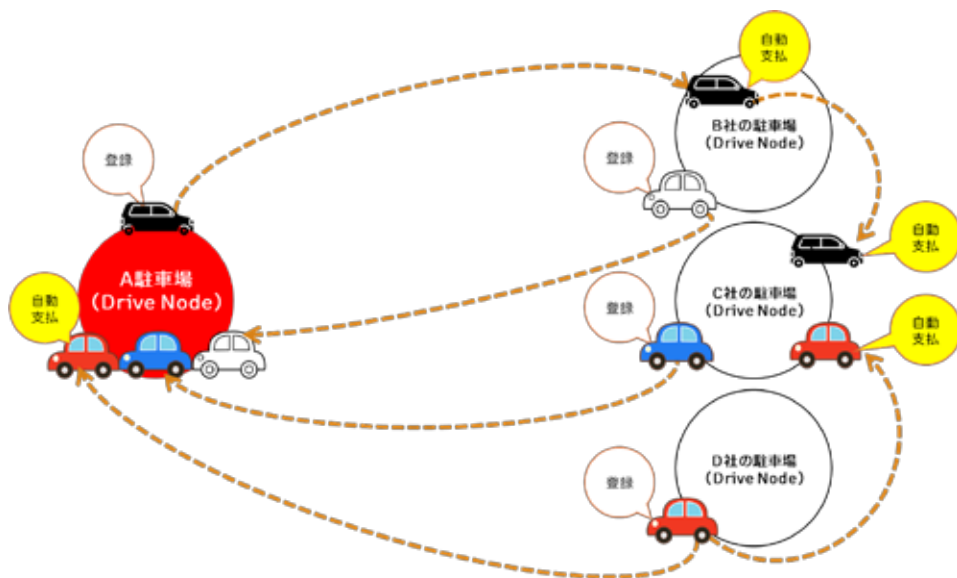 自動
支払
B社の駐車場
(Drive Node)
登録
登録
A駐車場
(Drive Node)
自動
支払
自動
支払
C社の駐車場
(Drive Node)
登録
自動
支払
D社の駐車場
(Drive Node)
登録